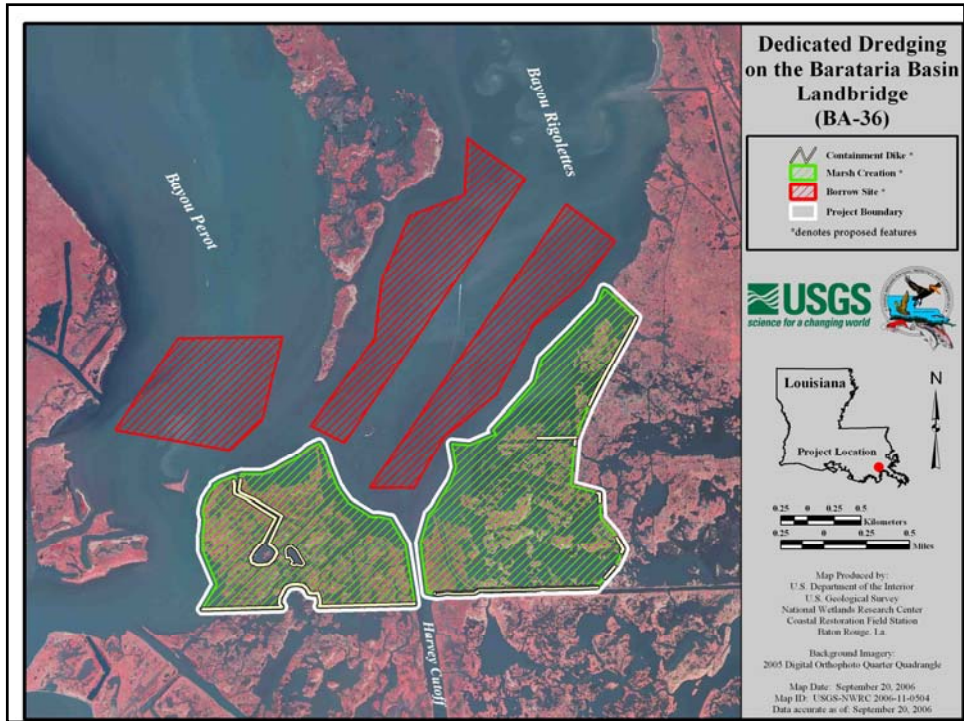 Dedicated Dredging
on the Barataria Basin
Landbridge
(BA-36)
Containment Dike *
Marsh Creation *
Borrow Site *
Project Boundary
*denotes proposed features
USGS
science for a changing world
Louisiana
Project Location
N
0.25 0 0.25 0.5
Kilometers
0.25 0 0.25 0.5
Miles
Map Produced by:
U.S. Department of the Interior
U.S. Geological Survey
National Wetlands Research Center
Coastal Restoration Field Station
Baton Rouge, La.
Background Imagery:
2005 Digital Orthophoto Quarter Quadrangle
Map Date: September 20, 2006
Map ID: USGS-NWRC 2006-11-0504
Data accurate as of: September 20, 2006
Bayou Perot
Bayou Rigolettes
Harvey Cutoff